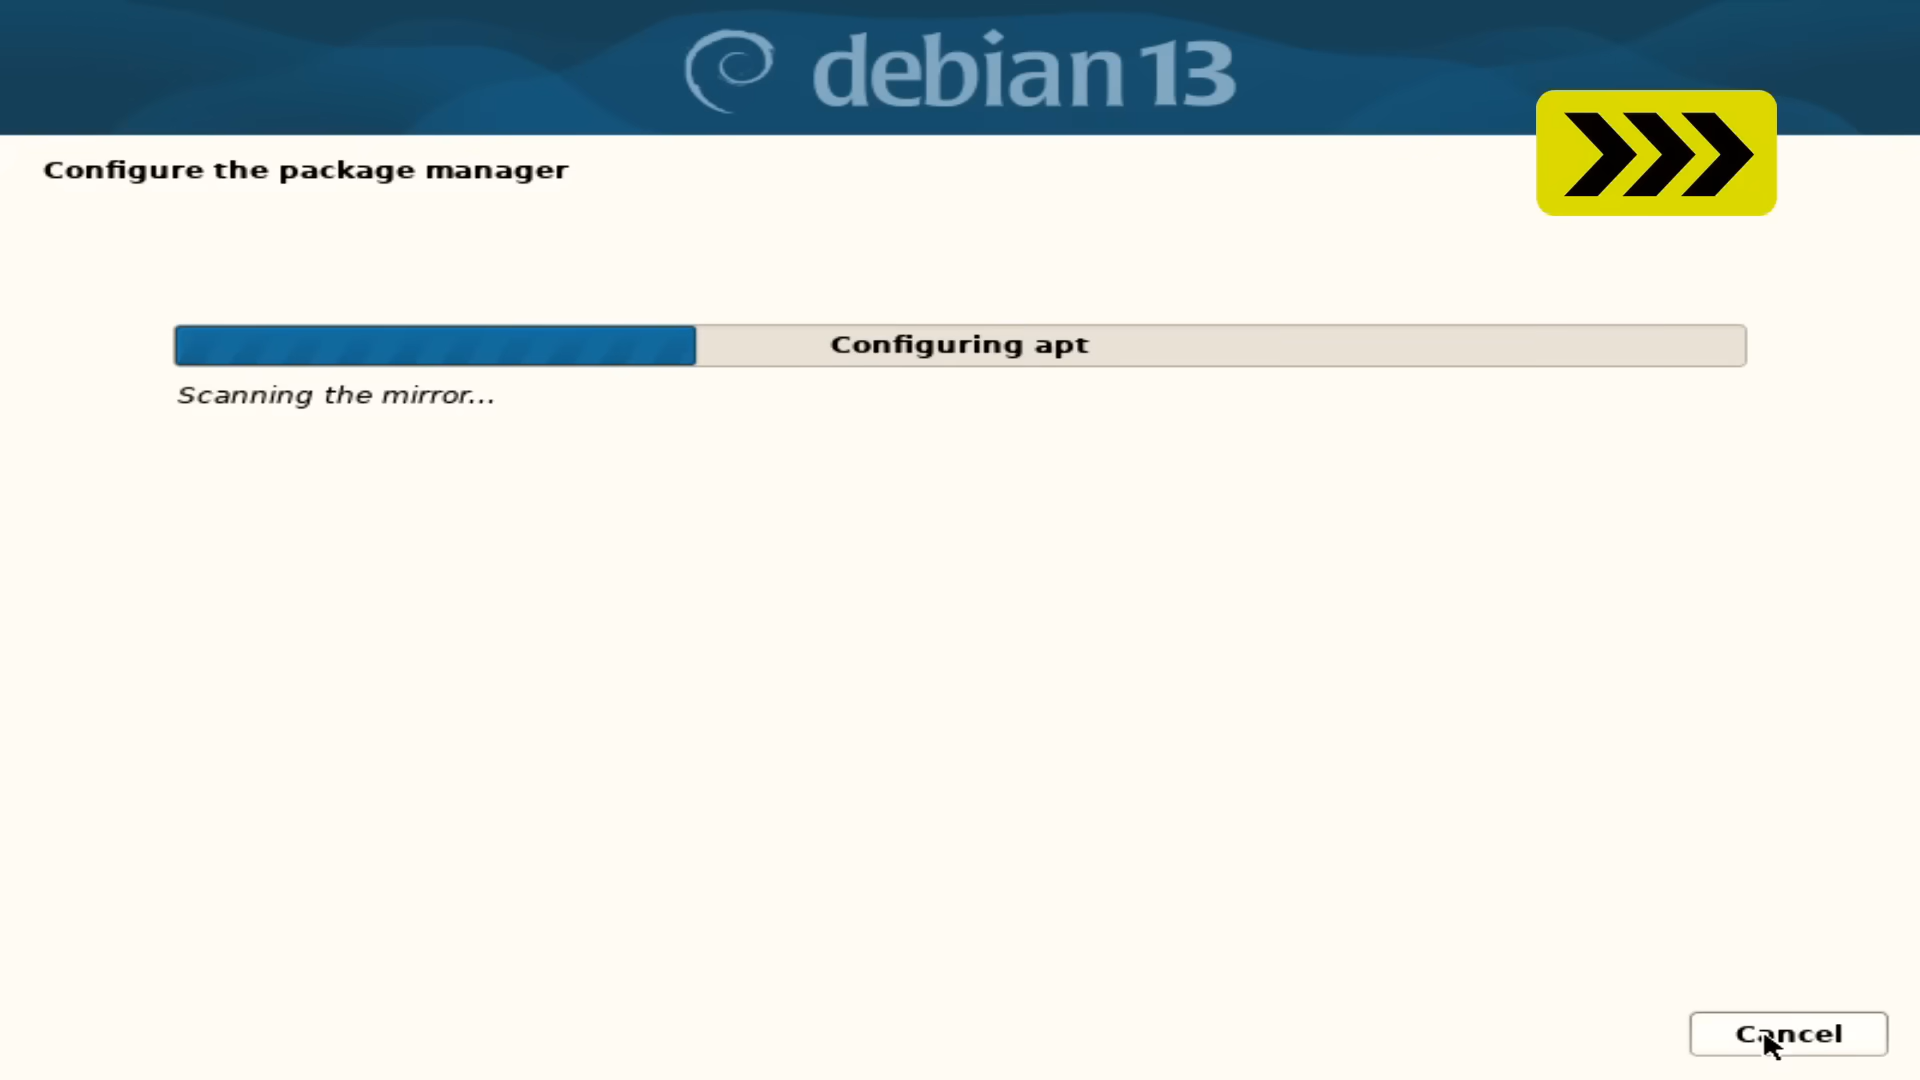 debian 13
Configure the package manager
Configuring apt
Scanning the mirror...
Cancel